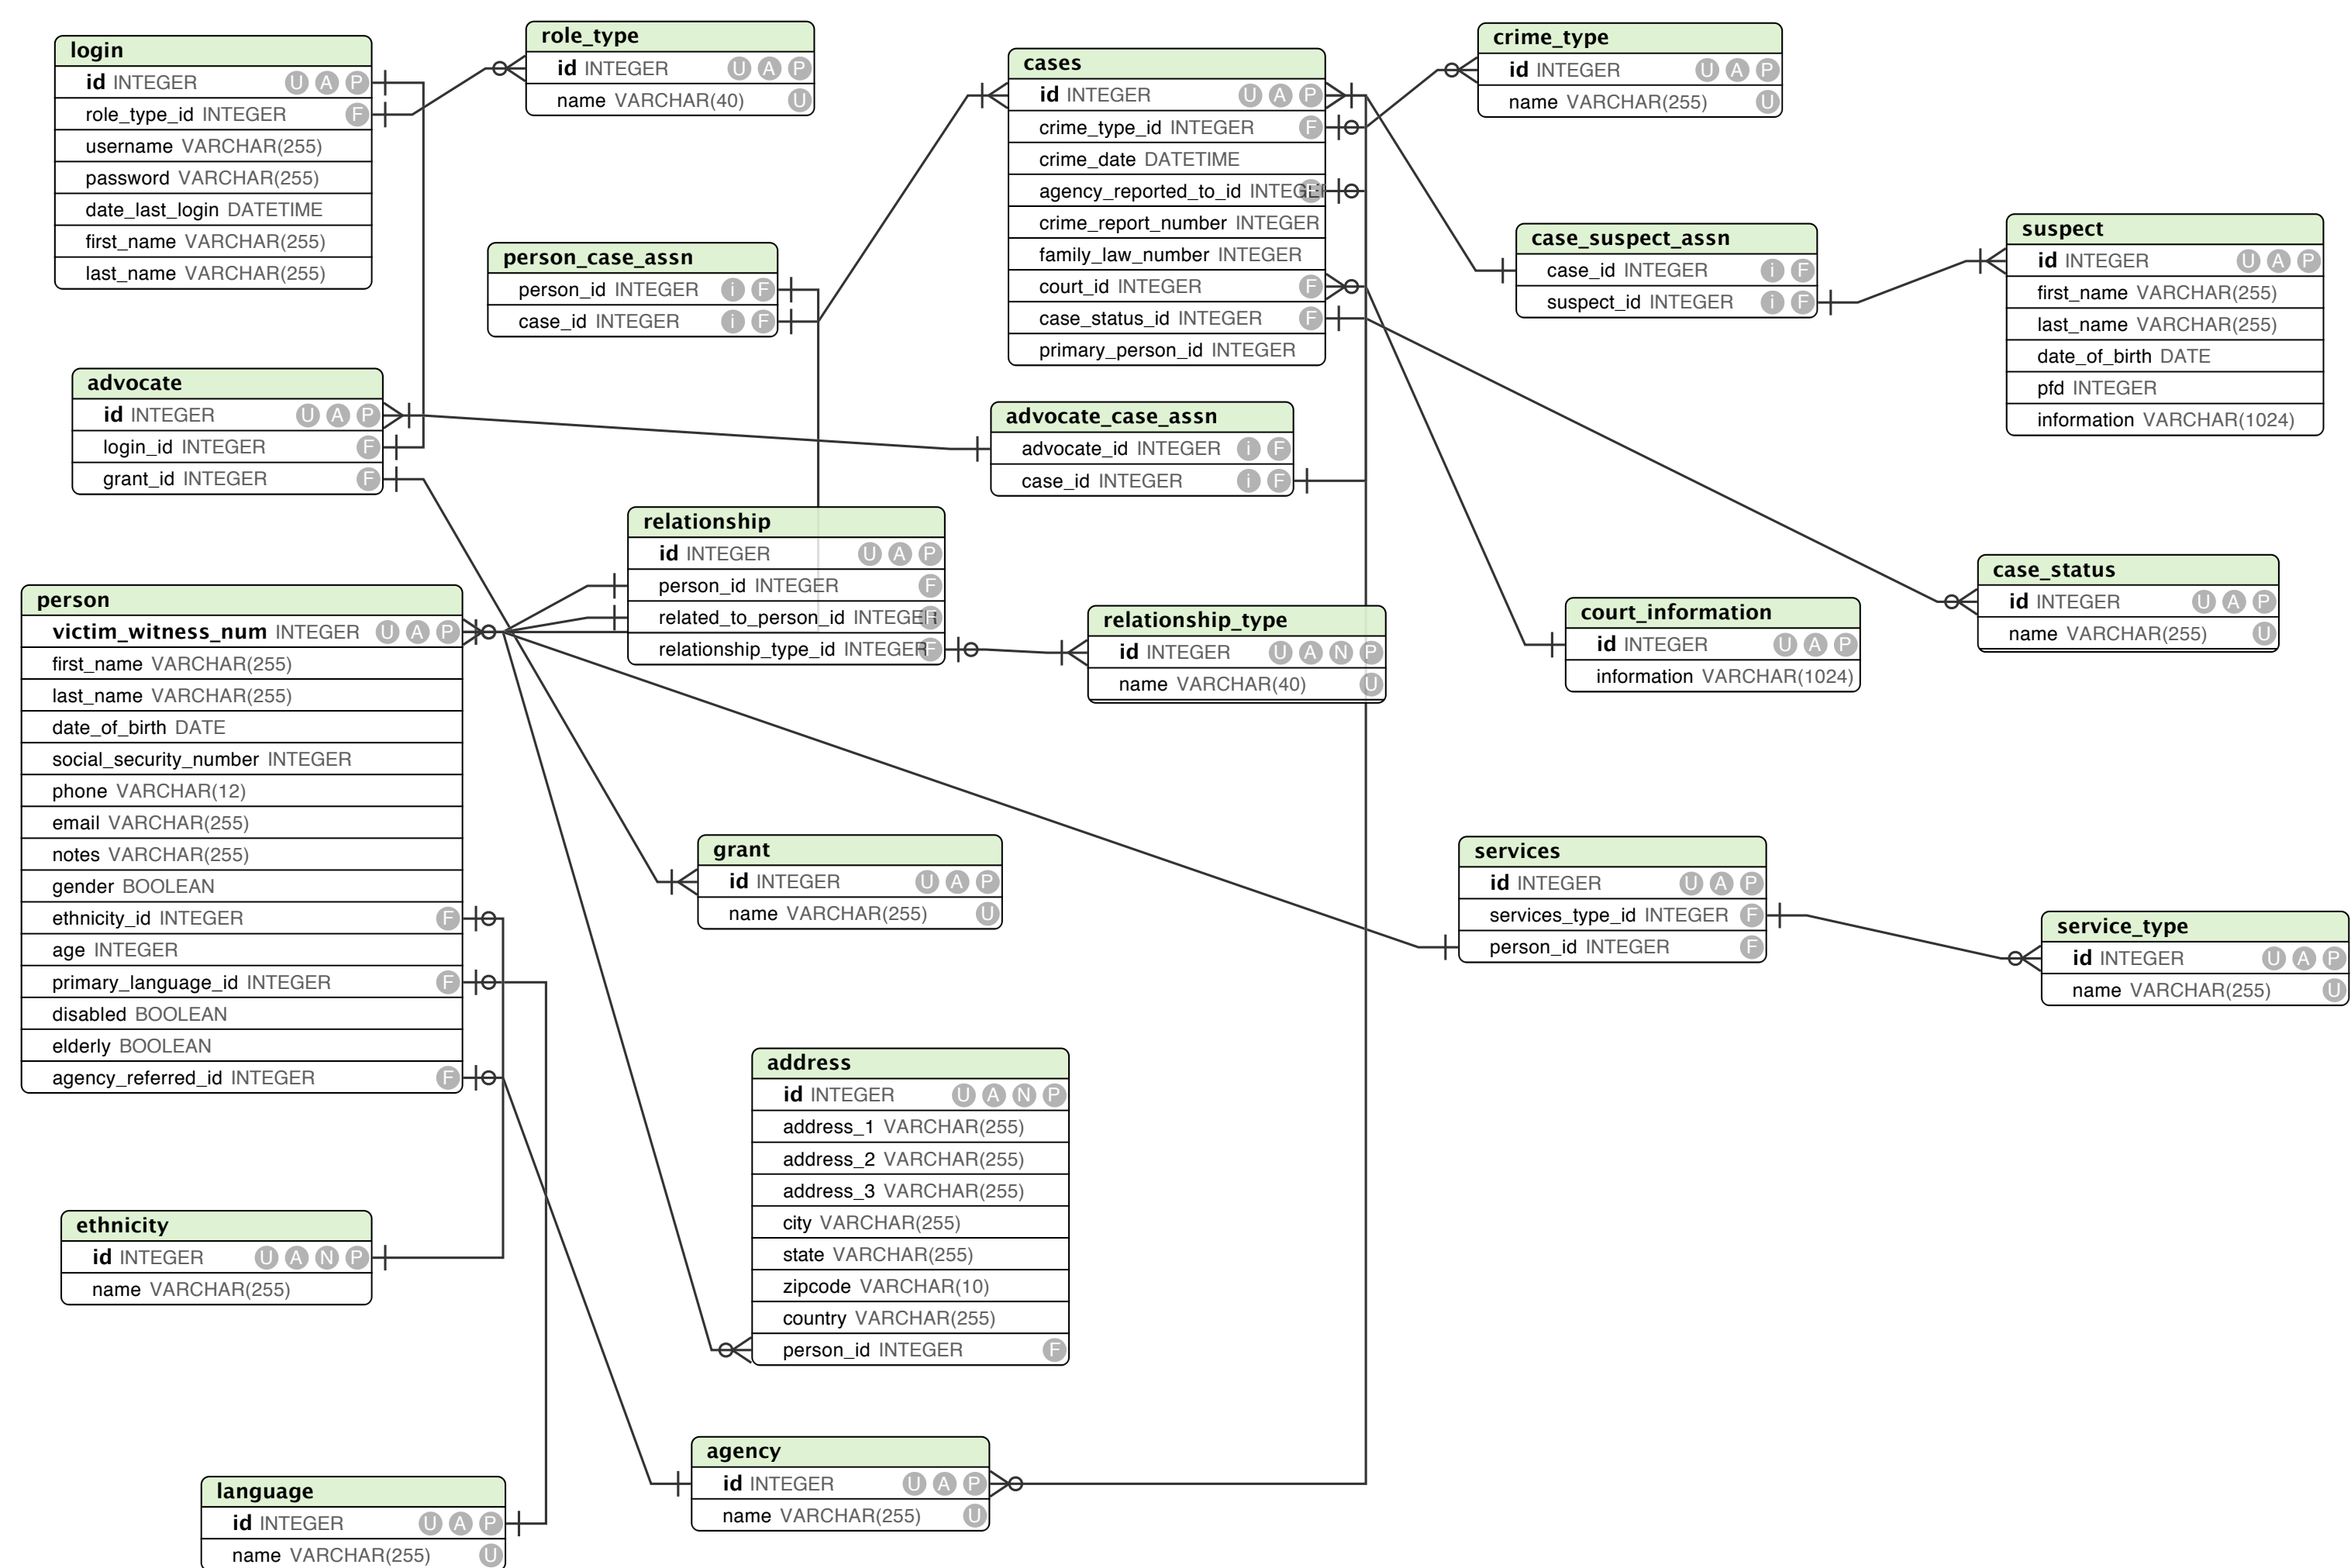 login
id INTEGER U A P
role_type_id INTEGER F
username VARCHAR(255)
password VARCHAR(255)
date_last_login DATETIME
first_name VARCHAR(255)
last_name VARCHAR(255)
role_type
id INTEGER U A P
name VARCHAR(40) U
cases
id INTEGER U A P
crime_type_id INTEGER F
crime_date DATETIME
agency_reported_to_id INTEGER F
crime_report_number INTEGER
family_law_number INTEGER
court_id INTEGER F
case_status_id INTEGER F
primary_person_id INTEGER
crime_type
id INTEGER U A P
name VARCHAR(255) U
person_case_assn
person_id INTEGER i F
case_id INTEGER i F
case_suspect_assn
case_id INTEGER i F
suspect_id INTEGER i F
suspect
id INTEGER U A P
first_name VARCHAR(255)
last_name VARCHAR(255)
date_of_birth DATE
pfd INTEGER
information VARCHAR(1024)
advocate
id INTEGER U A P
login_id INTEGER F
grant_id INTEGER F
advocate_case_assn
advocate_id INTEGER i F
case_id INTEGER i F
relationship
id INTEGER U A P
person_id INTEGER F
related_to_person_id INTEGER F
relationship_type_id INTEGER F
relationship_type
id INTEGER U A N P
name VARCHAR(40) U
court_information
id INTEGER U A P
information VARCHAR(1024)
case_status
id INTEGER U A P
name VARCHAR(255) U
person
victim_witness_num INTEGER U A P
first_name VARCHAR(255)
last_name VARCHAR(255)
date_of_birth DATE
social_security_number INTEGER
phone VARCHAR(12)
email VARCHAR(255)
notes VARCHAR(255)
gender BOOLEAN
ethnicity_id INTEGER F
age INTEGER
primary_language_id INTEGER F
disabled BOOLEAN
elderly BOOLEAN
agency_referred_id INTEGER F
grant
id INTEGER U A P
name VARCHAR(255) U
services
id INTEGER U A P
services_type_id INTEGER F
person_id INTEGER F
service_type
id INTEGER U A P
name VARCHAR(255) U
address
id INTEGER U A N P
address_1 VARCHAR(255)
address_2 VARCHAR(255)
address_3 VARCHAR(255)
city VARCHAR(255)
state VARCHAR(255)
zipcode VARCHAR(10)
country VARCHAR(255)
person_id INTEGER F
ethnicity
id INTEGER U A N P
name VARCHAR(255)
agency
id INTEGER U A P
name VARCHAR(255) U
language
id INTEGER U A P
name VARCHAR(255) U